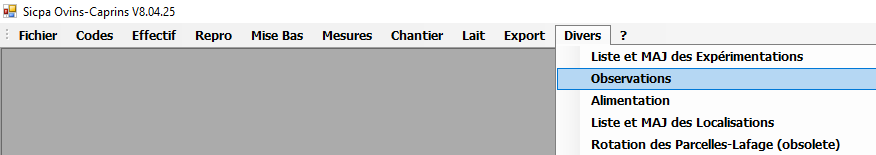 Sicpa Ovins-Caprins V8.04.25
Fichier Codes Effectif Repro Mise Bas Mesures Chantier Lait Export Divers ?
Liste et MAJ des Expérimentations
Observations
Alimentation
Liste et MAJ des Localisations
Rotation des Parcelles-Lafage (obsolete)